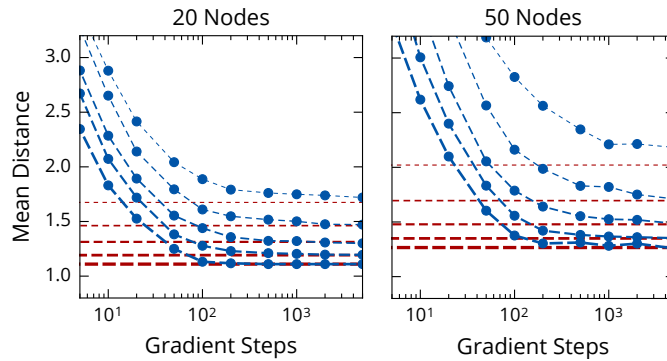 20 Nodes
50 Nodes
3.0
2.5
2.0
1.5
1.0
Mean Distance
10¹ 10² 10³
10¹ 10² 10³
Gradient Steps
Gradient Steps